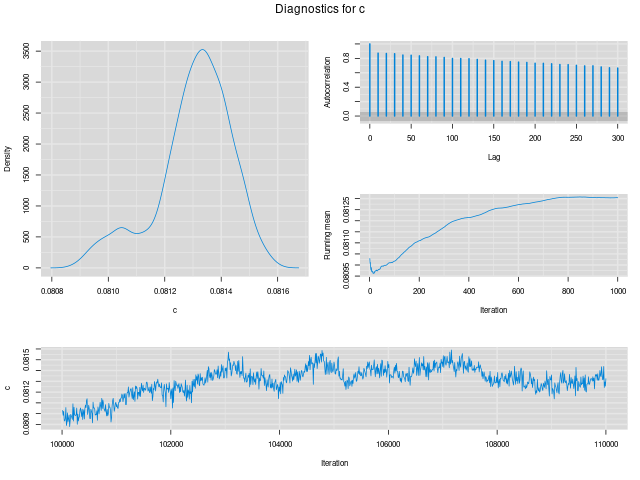 Diagnostics for c
Density
0 500 1000 1500 2000 2500 3000 3500
0.0808 0.0810 0.0812 0.0814 0.0816
c
Autocorrelation
0.0 0.4 0.8
0 50 100 150 200 250 300
Lag
Running mean
0.08095 0.08110 0.08125
0 200 400 600 800 1000
Iteration
c
0.0809 0.0812 0.0815
100000 102000 104000 106000 108000 110000
Iteration